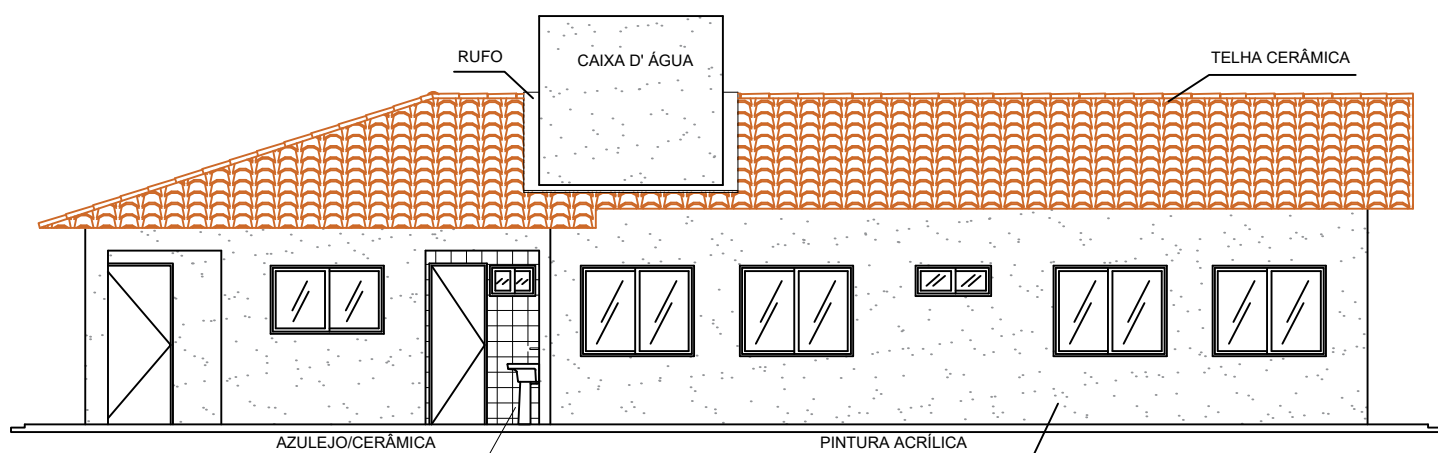 RUFO
CAIXA D' ÁGUA
TELHA CERÂMICA
AZULEJO/CERÂMICA
PINTURA ACRÍLICA